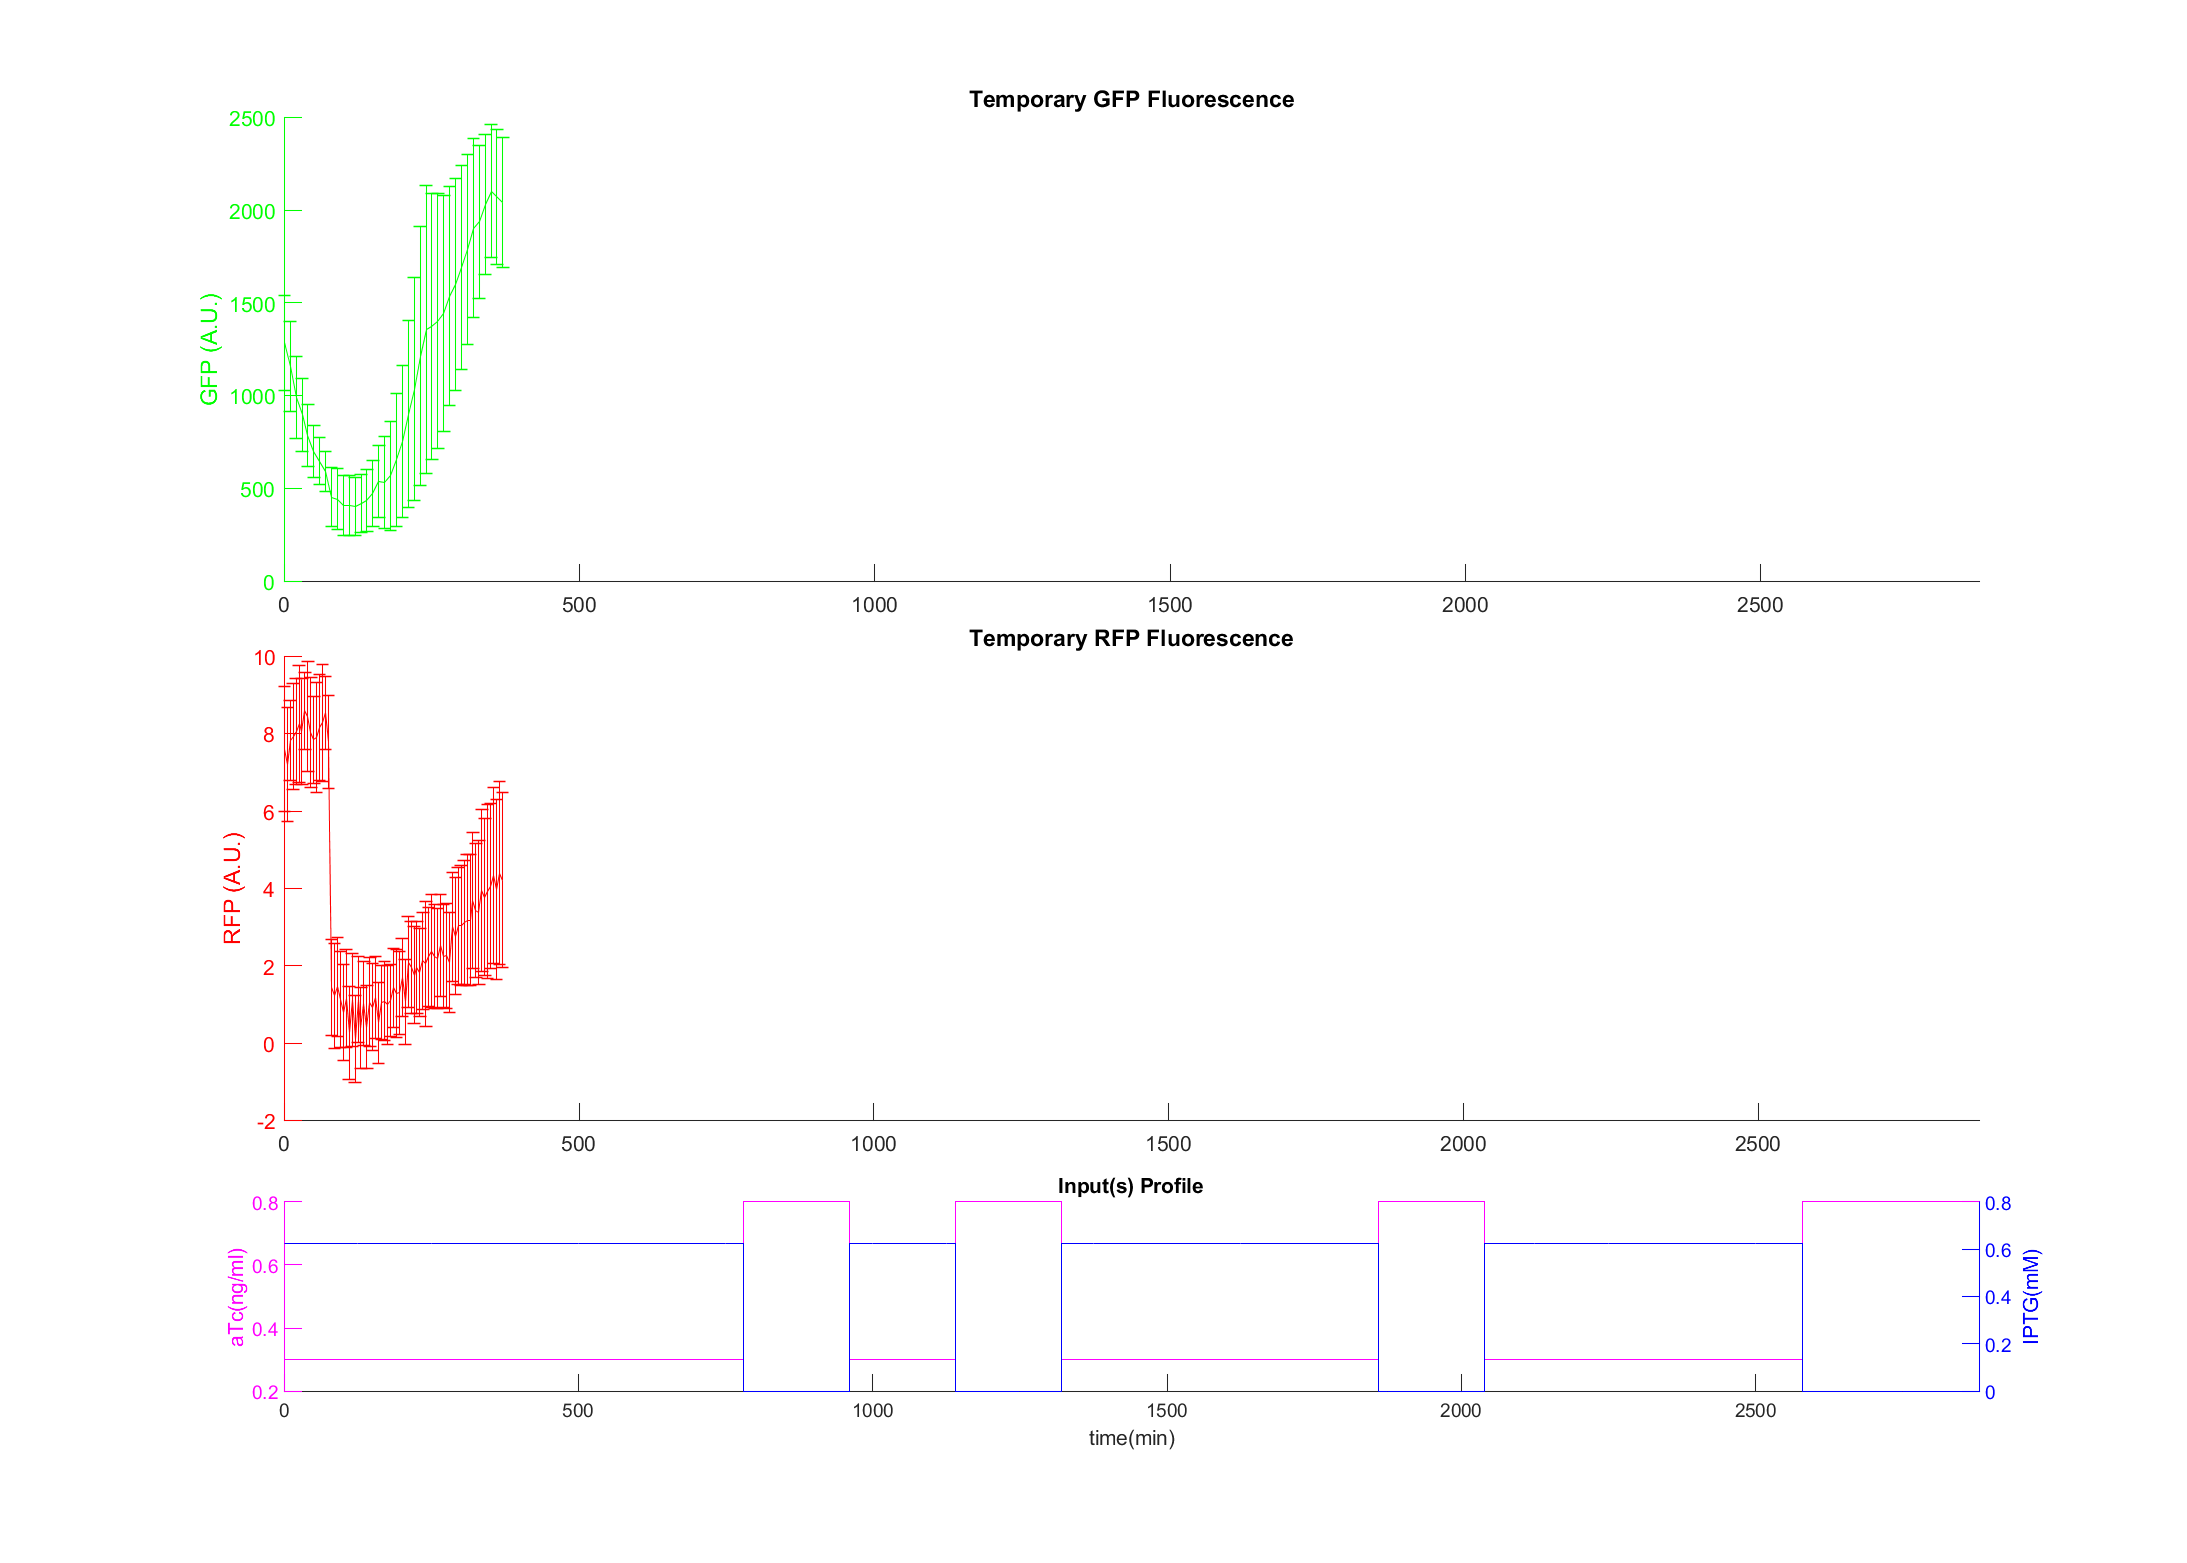 Temporary GFP Fluorescence
2500
2000
1500
1000
500
0
GFP (A.U.)
0 500 1000 1500 2000 2500
Temporary RFP Fluorescence
10
8
6
4
2
0
-2
RFP (A.U.)
0 500 1000 1500 2000 2500
Input(s) Profile
0.8
0.6
0.4
0.2
aTc(ng/ml)
0.8
0.6
0.4
0.2
0
IPTG(mM)
0 500 1000 1500 2000 2500
time(min)